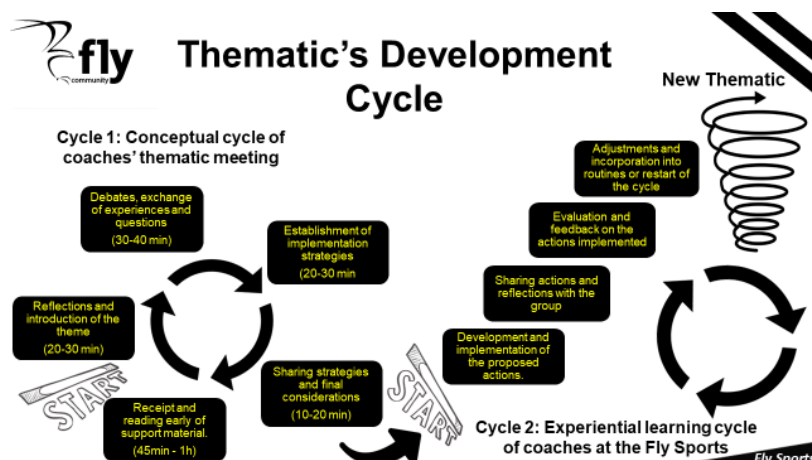 fly
community
Thematic's Development
Cycle
New Thematic
Cycle 1: Conceptual cycle of
coaches' thematic meeting
Debates, exchange
of experiences and
questions
(30-40 min)
Establishment of
implementation
strategies
(20-30 min
Reflections and
introduction of the
theme
(20-30 min)
START
Receipt and
reading early of
support material.
(45min - 1h)
Sharing strategies
and final
considerations
(10-20 min)
START
Adjustments and
incorporation into
routines or restart of
the cycle
Evaluation and
feedback on the
actions implemented
Sharing actions and
reflections with the
group
Development and
implementation of
the proposed
actions.
Cycle 2: Experiential learning cycle
of coaches at the Fly Sports
Fly Sport